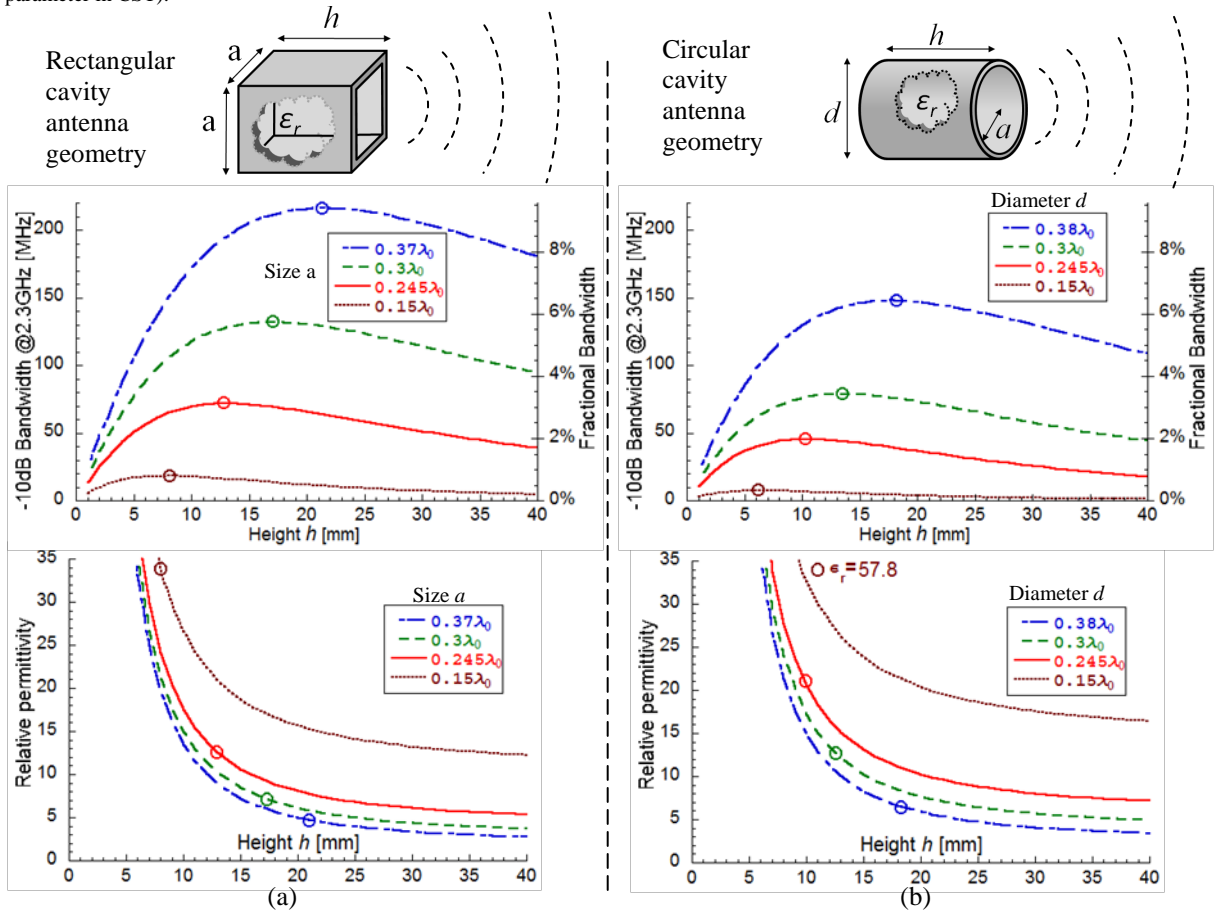 parameter in CST).
Rectangular
cavity
antenna
geometry
a
h
a
εr
Circular
cavity
antenna
geometry
h
d
εr
a
-10dB Bandwidth @2.3GHz [MHz]
200
150
100
50
0
Size a
0.37λ0
0.3λ0
0.245λ0
0.15λ0
8%
6%
4%
2%
0%
Fractional Bandwidth
0 5 10 15 20 25 30 35 40
Height h [mm]
-10dB Bandwidth @2.3GHz [MHz]
200
150
100
50
0
Diameter d
0.38λ0
0.3λ0
0.245λ0
0.15λ0
8%
6%
4%
2%
0%
Fractional Bandwidth
0 5 10 15 20 25 30 35 40
Height h [mm]
Relative permittivity
35
30
25
20
15
10
5
0
Size a
0.37λ0
0.3λ0
0.245λ0
0.15λ0
Height h [mm]
0 5 10 15 20 25 30 35 40
(a)
Relative permittivity
35
30
25
20
15
10
5
0
εr=57.8
Diameter d
0.38λ0
0.3λ0
0.245λ0
0.15λ0
Height h [mm]
0 5 10 15 20 25 30 35 40
(b)